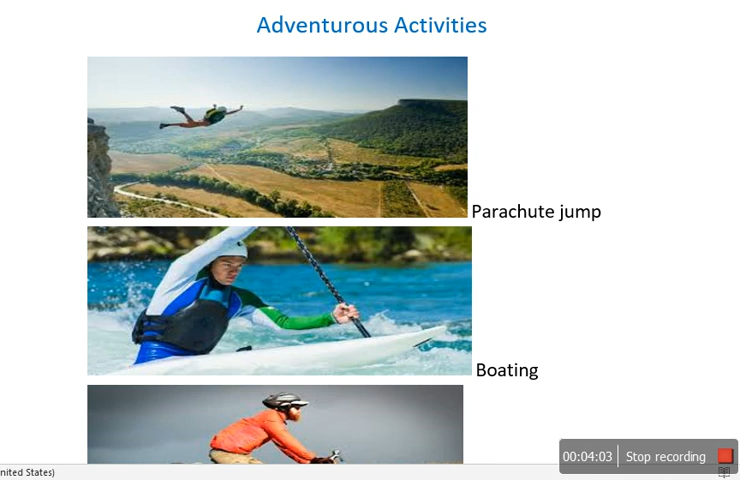 Adventurous Activities
Parachute jump
Boating
00:04:03 Stop recording
nited States)